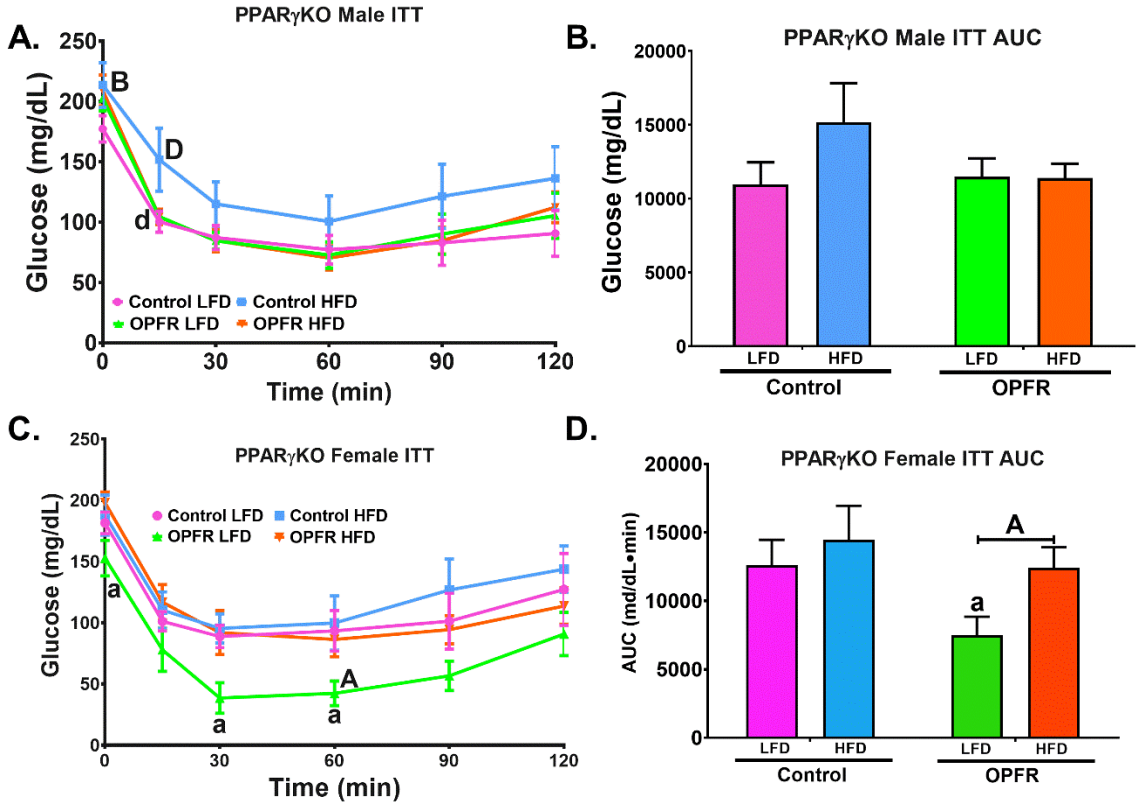 A.
PPARγKO Male ITT
Glucose (mg/dL)
250
200
150
100
50
0
B
D
d
Control LFD
Control HFD
OPFR LFD
OPFR HFD
0
30
60
90
120
Time (min)
B.
PPARγKO Male ITT AUC
Glucose (mg/dL)
20000
15000
10000
5000
0
LFD
HFD
LFD
HFD
Control
OPFR
C.
PPARγKO Female ITT
Glucose (mg/dL)
250
200
150
100
50
0
Control LFD
Control HFD
OPFR LFD
OPFR HFD
a
a
A
a
0
30
60
90
120
Time (min)
D.
PPARγKO Female ITT AUC
AUC (md/dL•min)
20000
15000
10000
5000
0
A
a
LFD
HFD
LFD
HFD
Control
OPFR